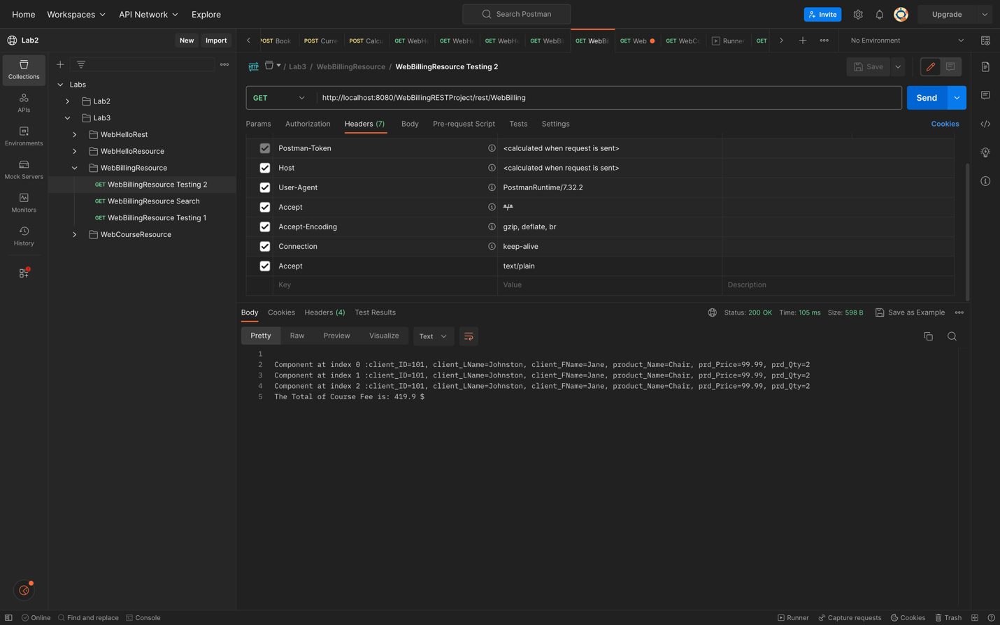 Home Workspaces API Network Explore
Search Postman
Invite Upgrade
Lab2 New Import
POST Book POST Curre POST Calcu GET WebHe GET WebHe GET WebHe GET WebBi GET WebBi GET Web GET WebCo Runner GET
No Environment
Collections
APIs
Environments
Mock Servers
Monitors
History
Labs
Lab2
Lab3
WebHelloRest
WebHelloResource
WebBillingResource
GET WebBillingResource Testing 2
GET WebBillingResource Search
GET WebBillingResource Testing 1
WebCourseResource
HTTP / Lab3 / WebBillingResource / WebBillingResource Testing 2
Save
GET http://localhost:8080/WebBillingRESTProject/rest/WebBilling Send
Params Authorization Headers (7) Body Pre-request Script Tests Settings Cookies
Postman-Token <calculated when request is sent>
Host <calculated when request is sent>
User-Agent PostmanRuntime/7.32.2
Accept */*
Accept-Encoding gzip, deflate, br
Connection keep-alive
Accept text/plain
Key Value Description
Body Cookies Headers (4) Test Results Status: 200 OK Time: 105 ms Size: 598 B Save as Example
Pretty Raw Preview Visualize Text
1
2 Component at index 0 :client_ID=101, client_LName=Johnston, client_FName=Jane, product_Name=Chair, prd_Price=99.99, prd_Qty=2
3 Component at index 1 :client_ID=101, client_LName=Johnston, client_FName=Jane, product_Name=Chair, prd_Price=99.99, prd_Qty=2
4 Component at index 2 :client_ID=101, client_LName=Johnston, client_FName=Jane, product_Name=Chair, prd_Price=99.99, prd_Qty=2
5 The Total of Course Fee is: 419.9 $
Online Find and replace Console Runner Capture requests Cookies Trash